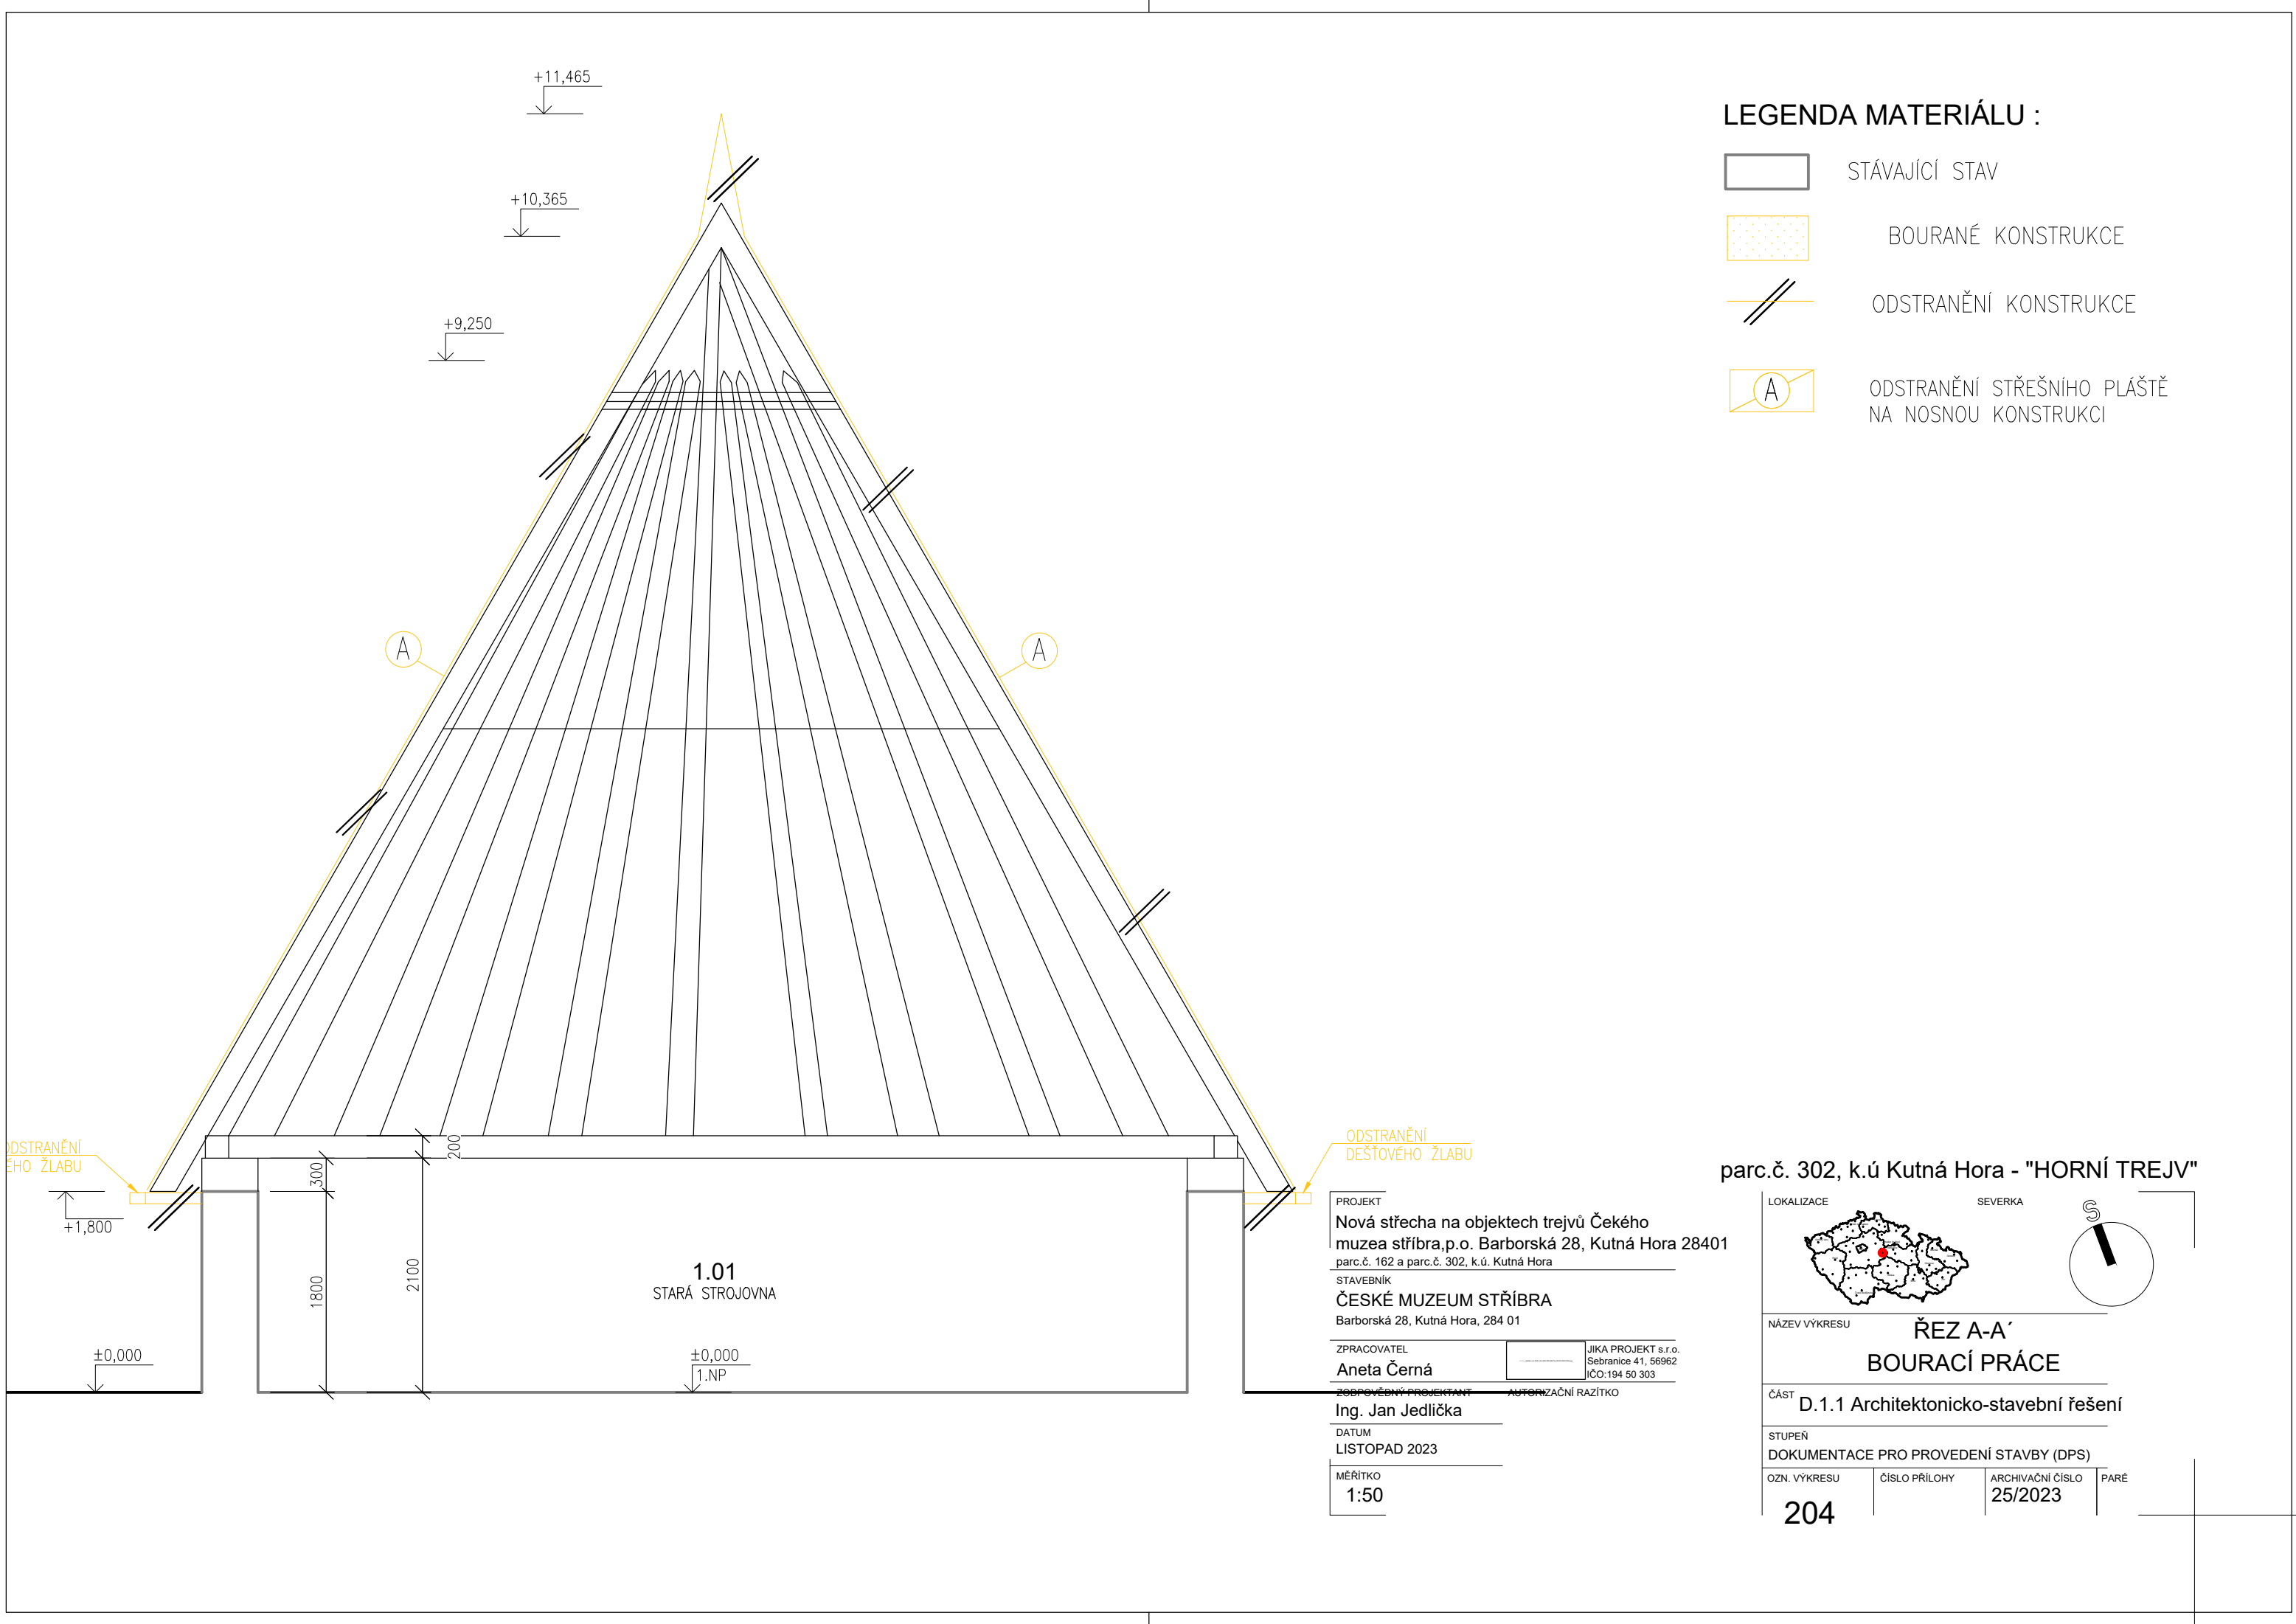 +11,465
+10,365
+9,250
LEGENDA MATERIÁLU :
STÁVAJÍCÍ STAV
BOURANÉ KONSTRUKCE
ODSTRANĚNÍ KONSTRUKCE
A
ODSTRANĚNÍ STŘEŠNÍHO PLÁŠTĚ
NA NOSNOU KONSTRUKCI
A
A
ODSTRANĚNÍ
ÉHO ŽLABU
+1,800
±0,000
200
300
1800
2100
1.01
STARÁ STROJOVNA
±0,000
1.NP
ODSTRANĚNÍ
DEŠŤOVÉHO ŽLABU
PROJEKT
Nová střecha na objektech trejvů Čekého
muzea stříbra,p.o. Barborská 28, Kutná Hora 28401
parc.č. 162 a parc.č. 302, k.ú. Kutná Hora
STAVEBNÍK
ČESKÉ MUZEUM STŘÍBRA
Barborská 28, Kutná Hora, 284 01
ZPRACOVATEL
Aneta Černá
JIKA PROJEKT s.r.o.
Sebranice 41, 56962
IČO:194 50 303
ZODPOVĚDNÝ PROJEKTANT
AUTORIZAČNÍ RAZÍTKO
Ing. Jan Jedlička
DATUM
LISTOPAD 2023
MĚŘÍTKO
1:50
parc.č. 302, k.ú Kutná Hora - "HORNÍ TREJV"
LOKALIZACE
SEVERKA
S
NÁZEV VÝKRESU
ŘEZ A-A´
BOURACÍ PRÁCE
ČÁST
D.1.1 Architektonicko-stavební řešení
STUPEŇ
DOKUMENTACE PRO PROVEDENÍ STAVBY (DPS)
OZN. VÝKRESU
204
ČÍSLO PŘÍLOHY
ARCHIVAČNÍ ČÍSLO
25/2023
PARÉ